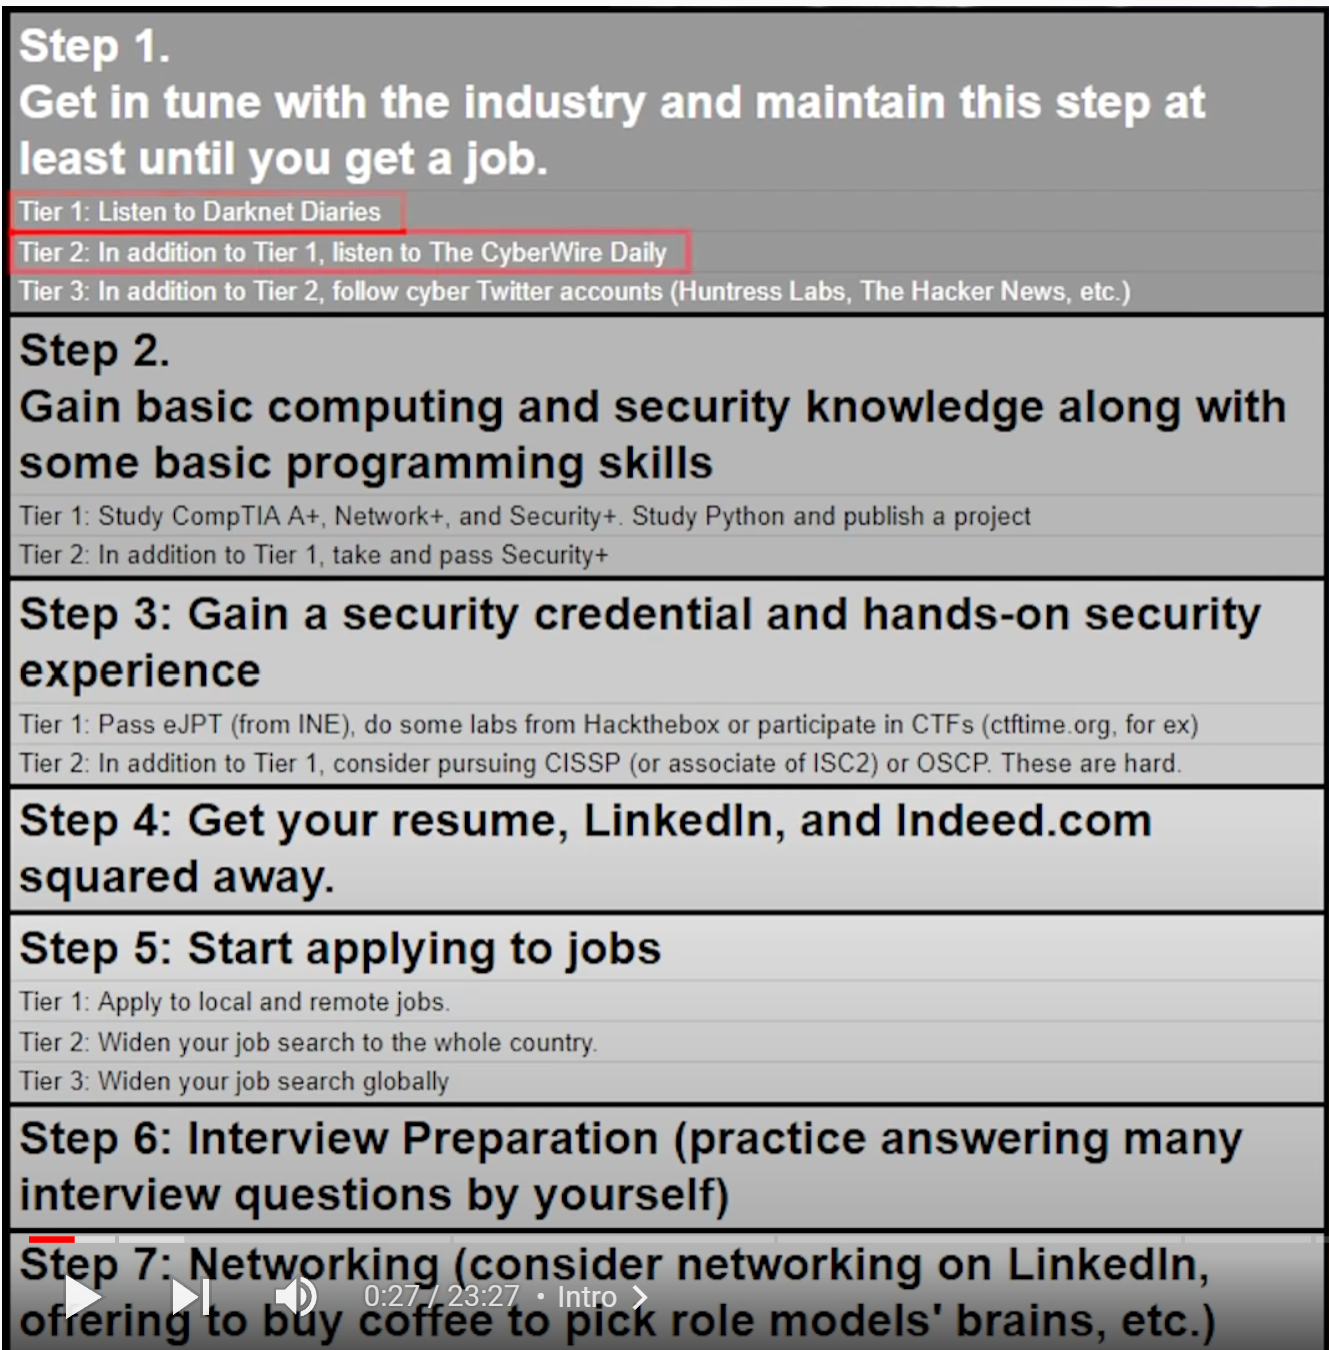 Step 1.
Get in tune with the industry and maintain this step at
least until you get a job.
Tier 1: Listen to Darknet Diaries
Tier 2: In addition to Tier 1, listen to The CyberWire Daily
Tier 3: In addition to Tier 2, follow cyber Twitter accounts (Huntress Labs, The Hacker News, etc.)
Step 2.
Gain basic computing and security knowledge along with
some basic programming skills
Tier 1: Study CompTIA A+, Network+, and Security+. Study Python and publish a project
Tier 2: In addition to Tier 1, take and pass Security+
Step 3: Gain a security credential and hands-on security
experience
Tier 1: Pass eJPT (from INE), do some labs from Hackthebox or participate in CTFs (ctftime.org, for ex)
Tier 2: In addition to Tier 1, consider pursuing CISSP (or associate of ISC2) or OSCP. These are hard.
Step 4: Get your resume, LinkedIn, and Indeed.com
squared away.
Step 5: Start applying to jobs
Tier 1: Apply to local and remote jobs.
Tier 2: Widen your job search to the whole country.
Tier 3: Widen your job search globally
Step 6: Interview Preparation (practice answering many
interview questions by yourself)
Step 7: Networking (consider networking on LinkedIn,
0:27 / 23:27 • Intro
offering to buy coffee to pick role models' brains, etc.)